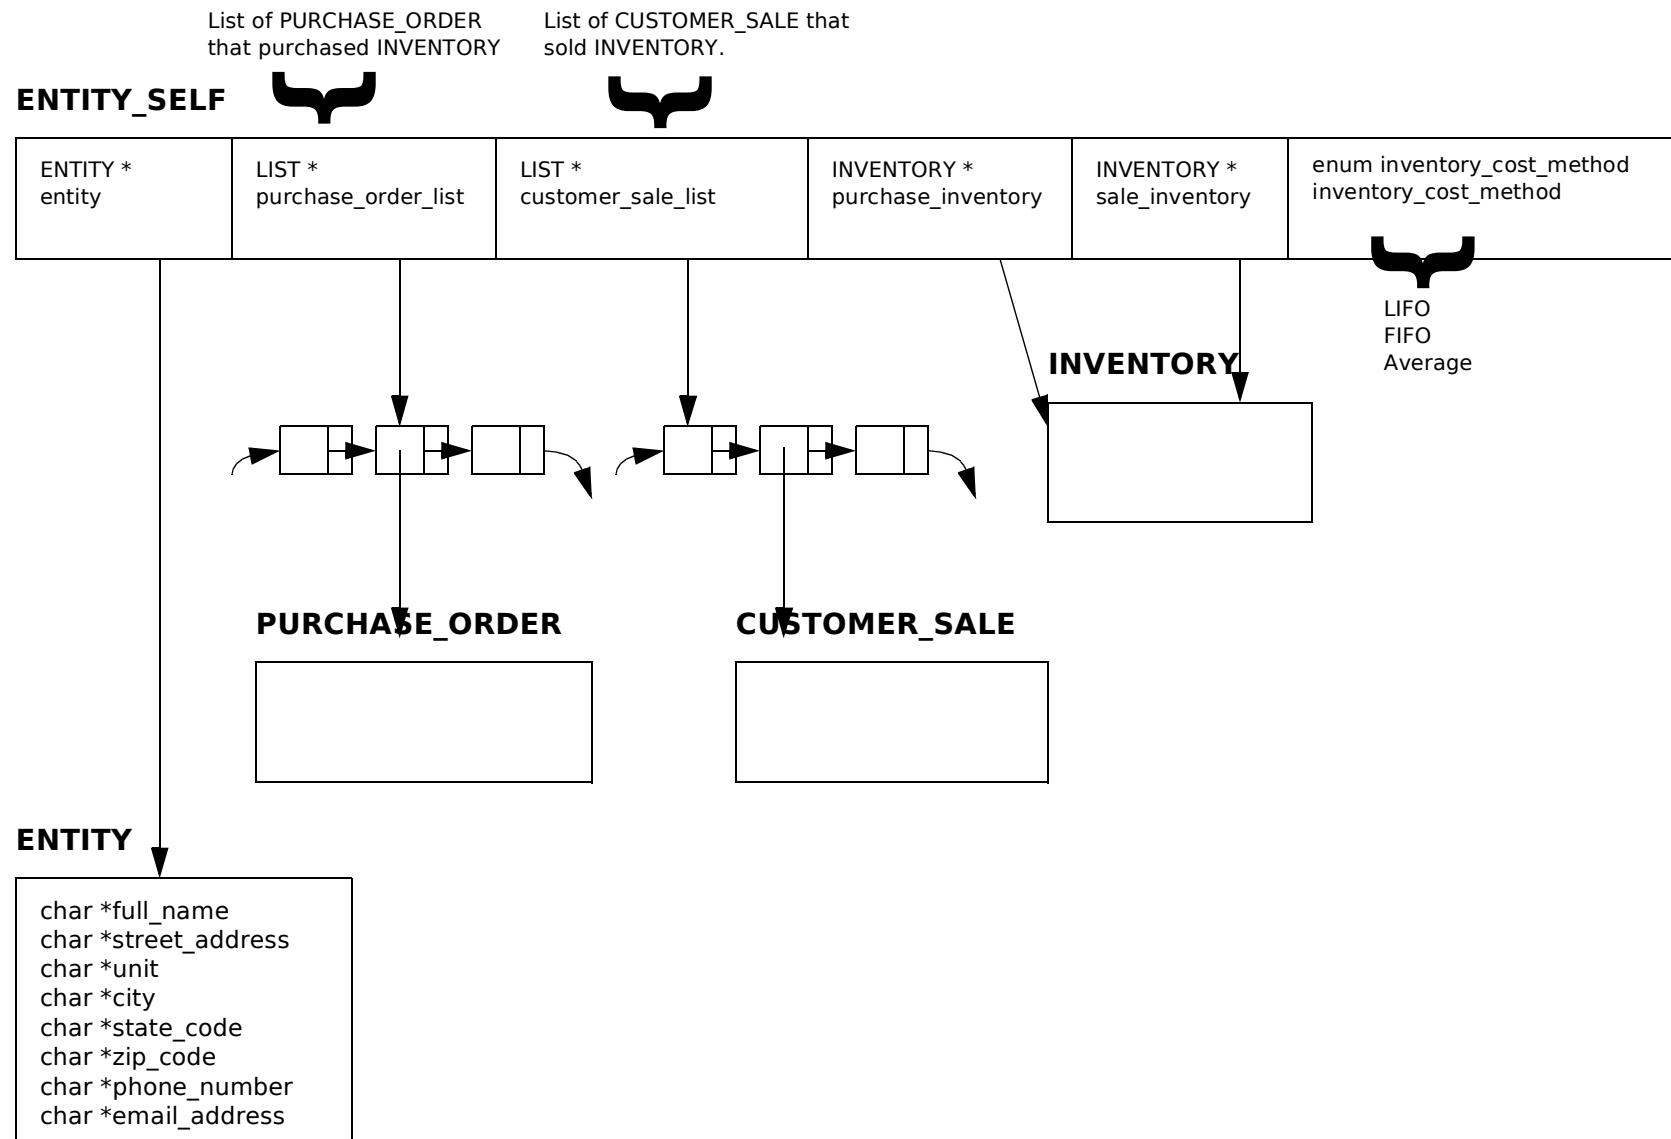 List of PURCHASE_ORDER
that purchased INVENTORY
List of CUSTOMER_SALE that
sold INVENTORY.
ENTITY_SELF
ENTITY *
entity
LIST *
purchase_order_list
LIST *
customer_sale_list
INVENTORY *
purchase_inventory
INVENTORY *
sale_inventory
enum inventory_cost_method
inventory_cost_method
LIFO
FIFO
Average
INVENTORY
PURCHASE_ORDER
CUSTOMER_SALE
ENTITY
char *full_name
char *street_address
char *unit
char *city
char *state_code
char *zip_code
char *phone_number
char *email_address